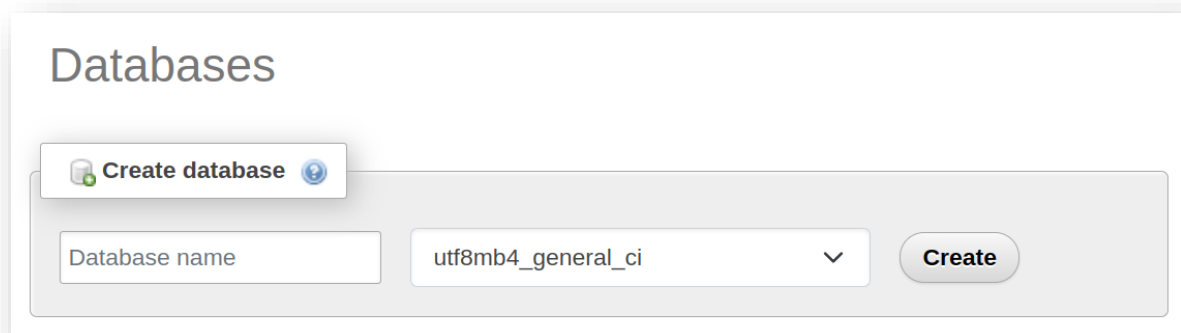 Databases
Create database
Database name
utf8mb4_general_ci
Create